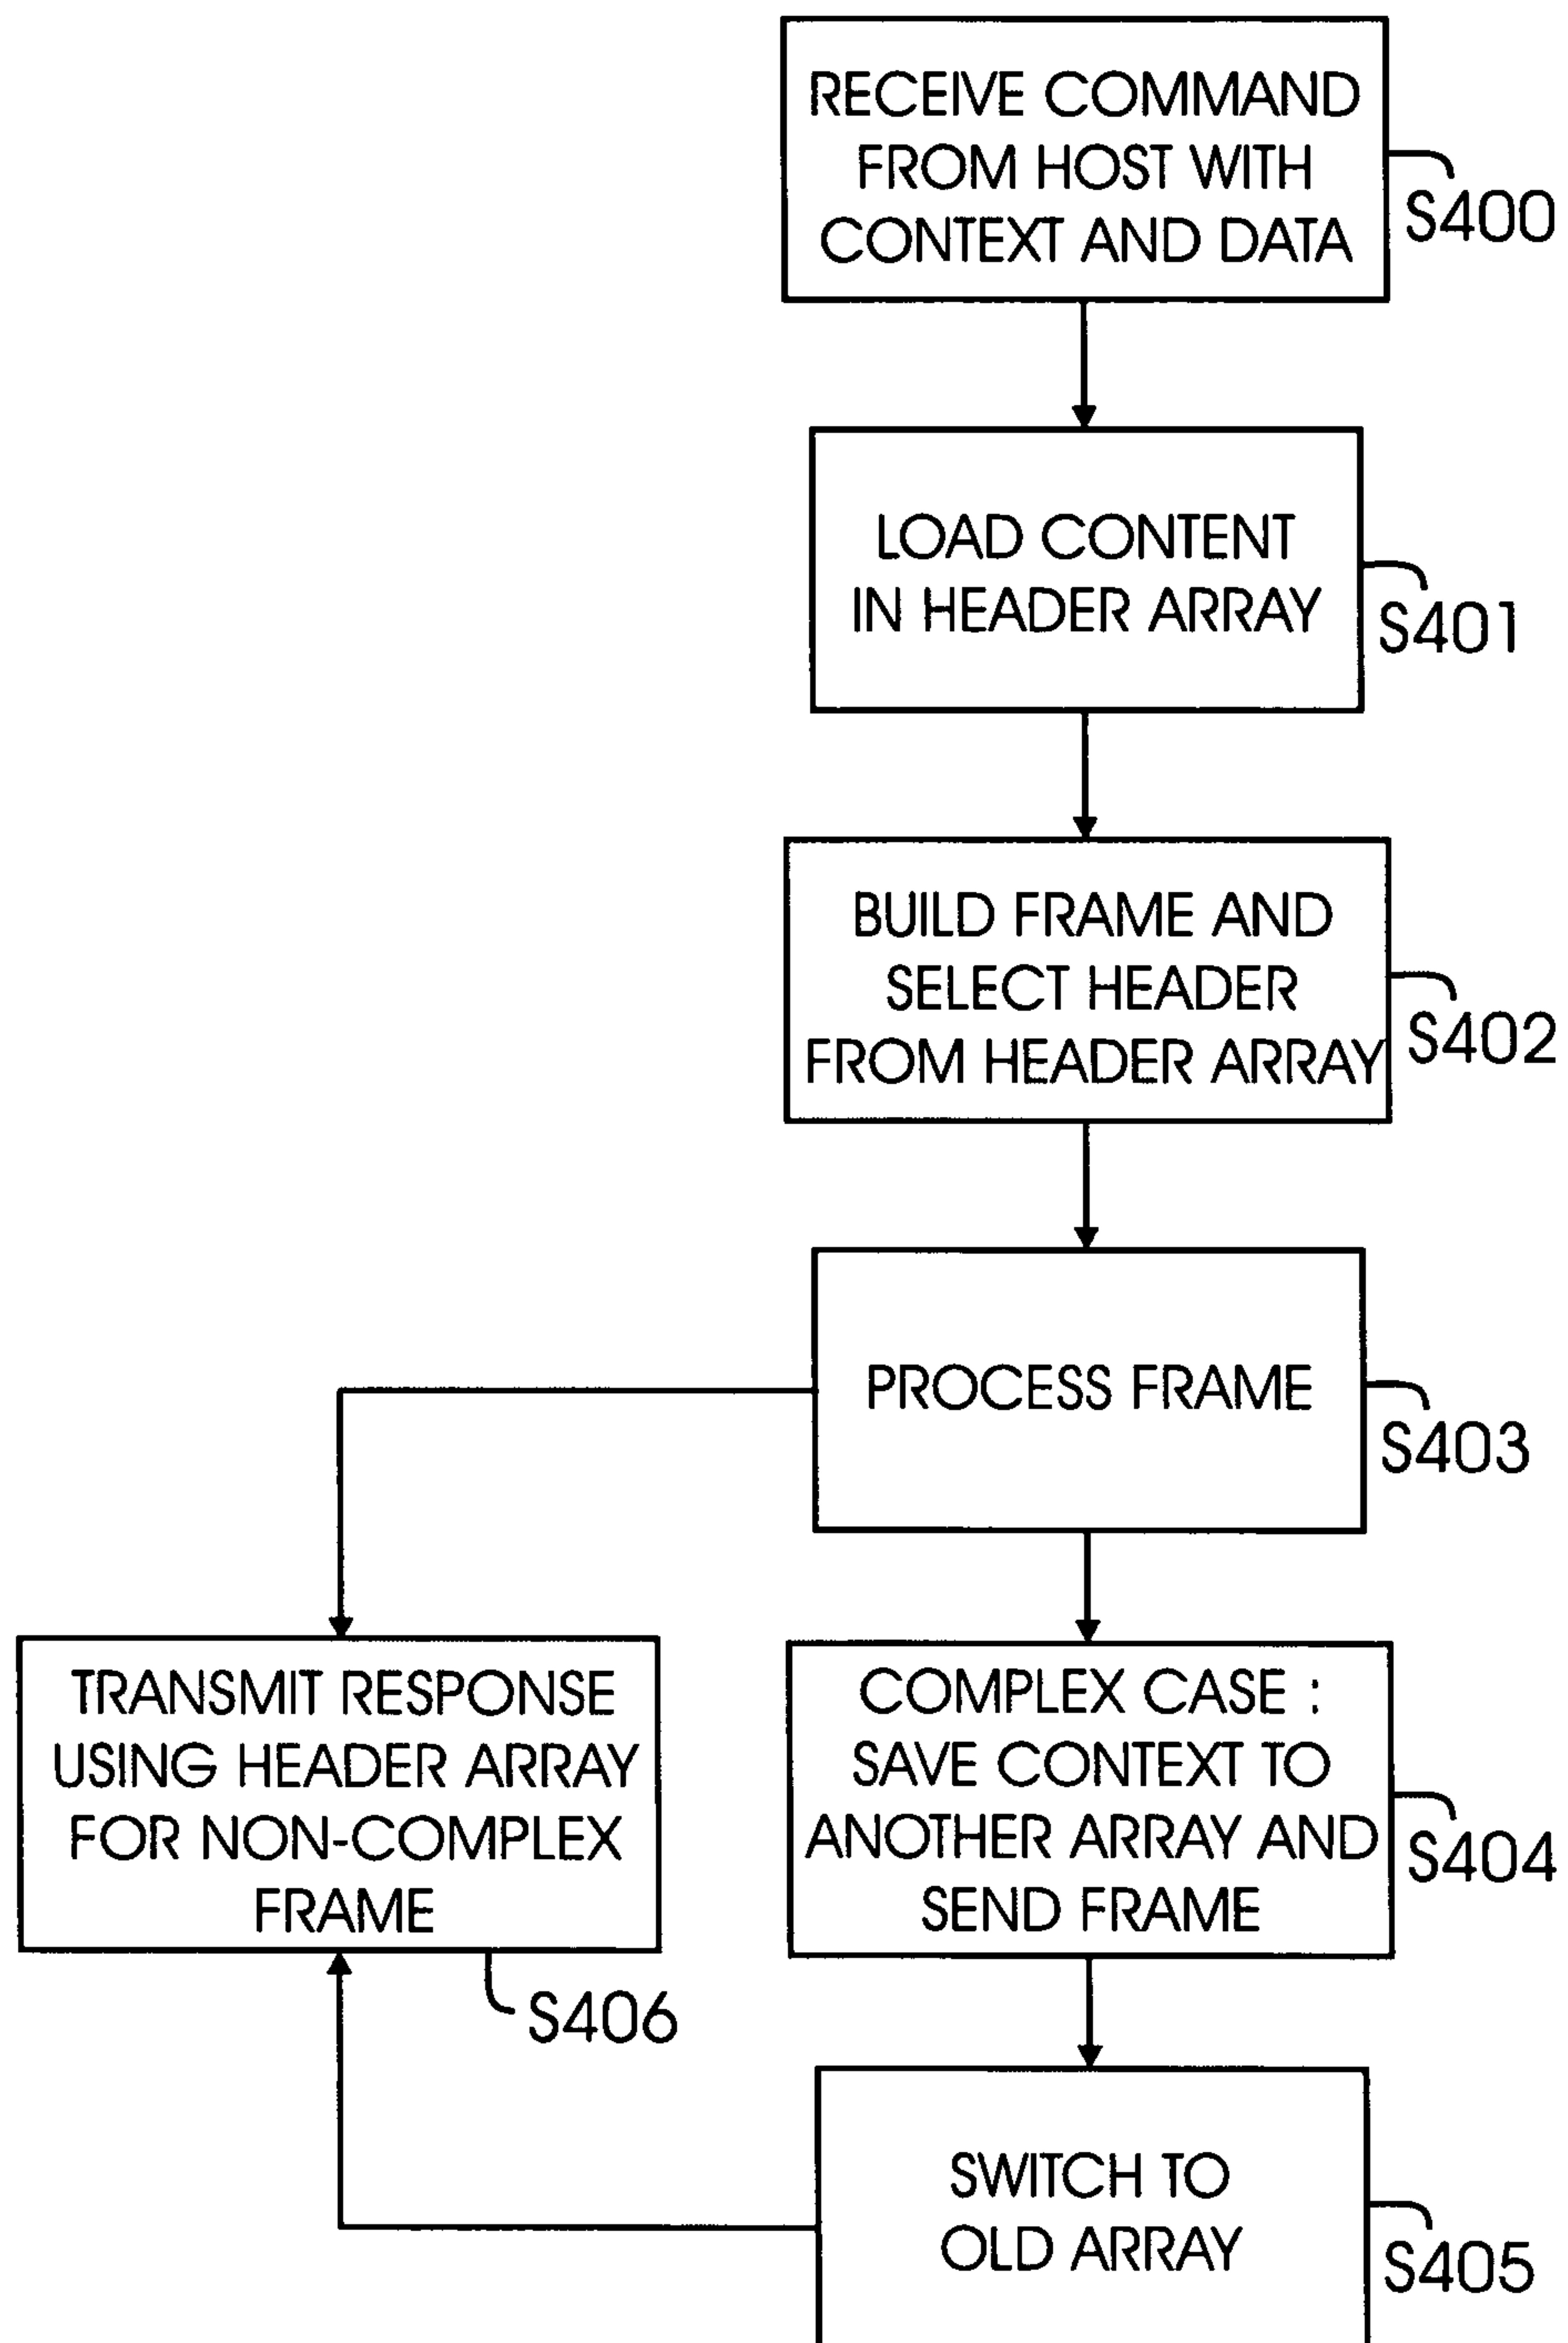 RECEIVE COMMAND
FROM HOST WITH
CONTEXT AND DATA
S400
LOAD CONTENT
IN HEADER ARRAY
S401
BUILD FRAME AND
SELECT HEADER
FROM HEADER ARRAY
S402
PROCESS FRAME
S403
TRANSMIT RESPONSE
USING HEADER ARRAY
FOR NON-COMPLEX
FRAME
S406
COMPLEX CASE :
SAVE CONTEXT TO
ANOTHER ARRAY AND
SEND FRAME
S404
SWITCH TO
OLD ARRAY
S405